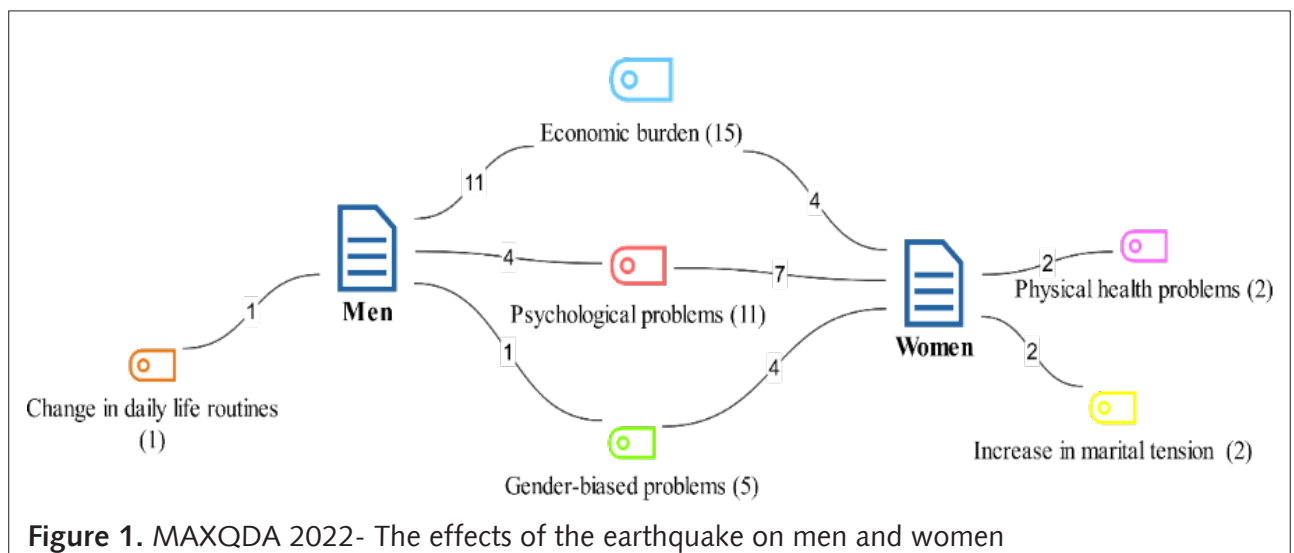 Economic burden (15)
11
4
Men
4
7
Psychological problems (11)
1
Change in daily life routines
(1)
1
4
Gender-biased problems (5)
Women
2
Physical health problems (2)
2
Increase in marital tension (2)
Figure 1. MAXQDA 2022- The effects of the earthquake on men and women